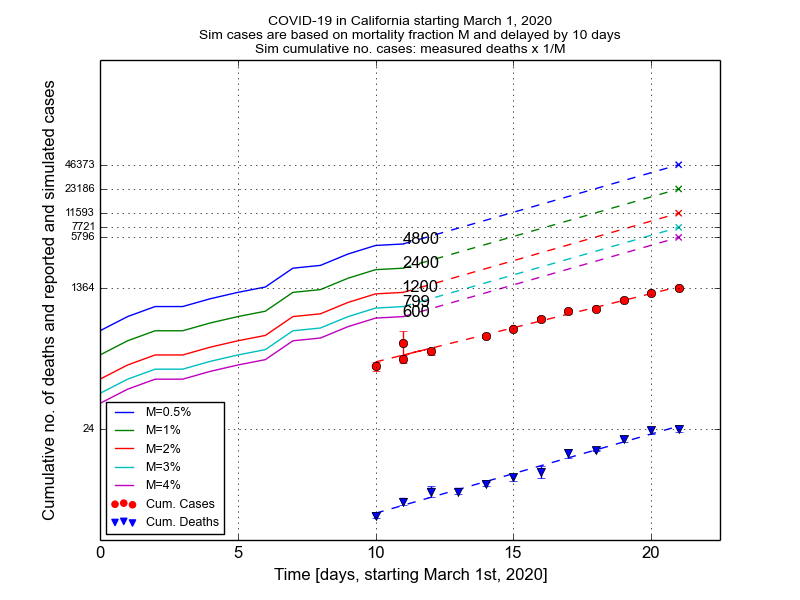 COVID-19 in California starting March 1, 2020
Sim cases are based on mortality fraction M and delayed by 10 days
Sim cumulative no. cases: measured deaths x 1/M
Cumulative no. of deaths and reported and simulated cases
46373
23186
11593
7721
5796
1364
24
4800
2400
1200
799
600
M=0.5%
M=1%
M=2%
M=3%
M=4%
Cum. Cases
Cum. Deaths
0 5 10 15 20
Time [days, starting March 1st, 2020]